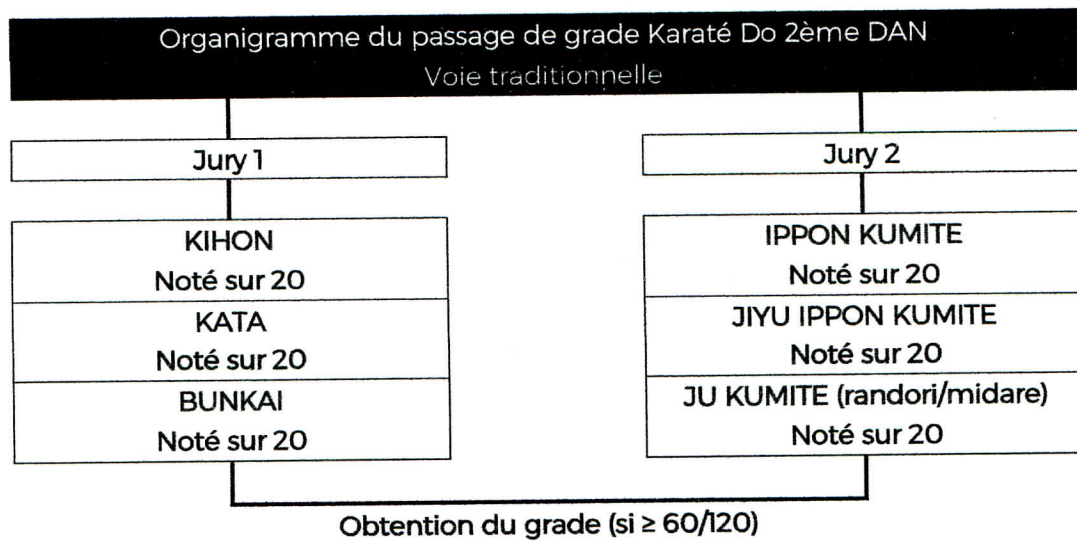 Organigramme du passage de grade Karaté Do 2ème DAN
Voie traditionnelle
Jury 1
KIHON
Noté sur 20
KATA
Noté sur 20
BUNKAI
Noté sur 20
Jury 2
IPPON KUMITE
Noté sur 20
JIYU IPPON KUMITE
Noté sur 20
JU KUMITE (randori/midare)
Noté sur 20
Obtention du grade (si ≥ 60/120)